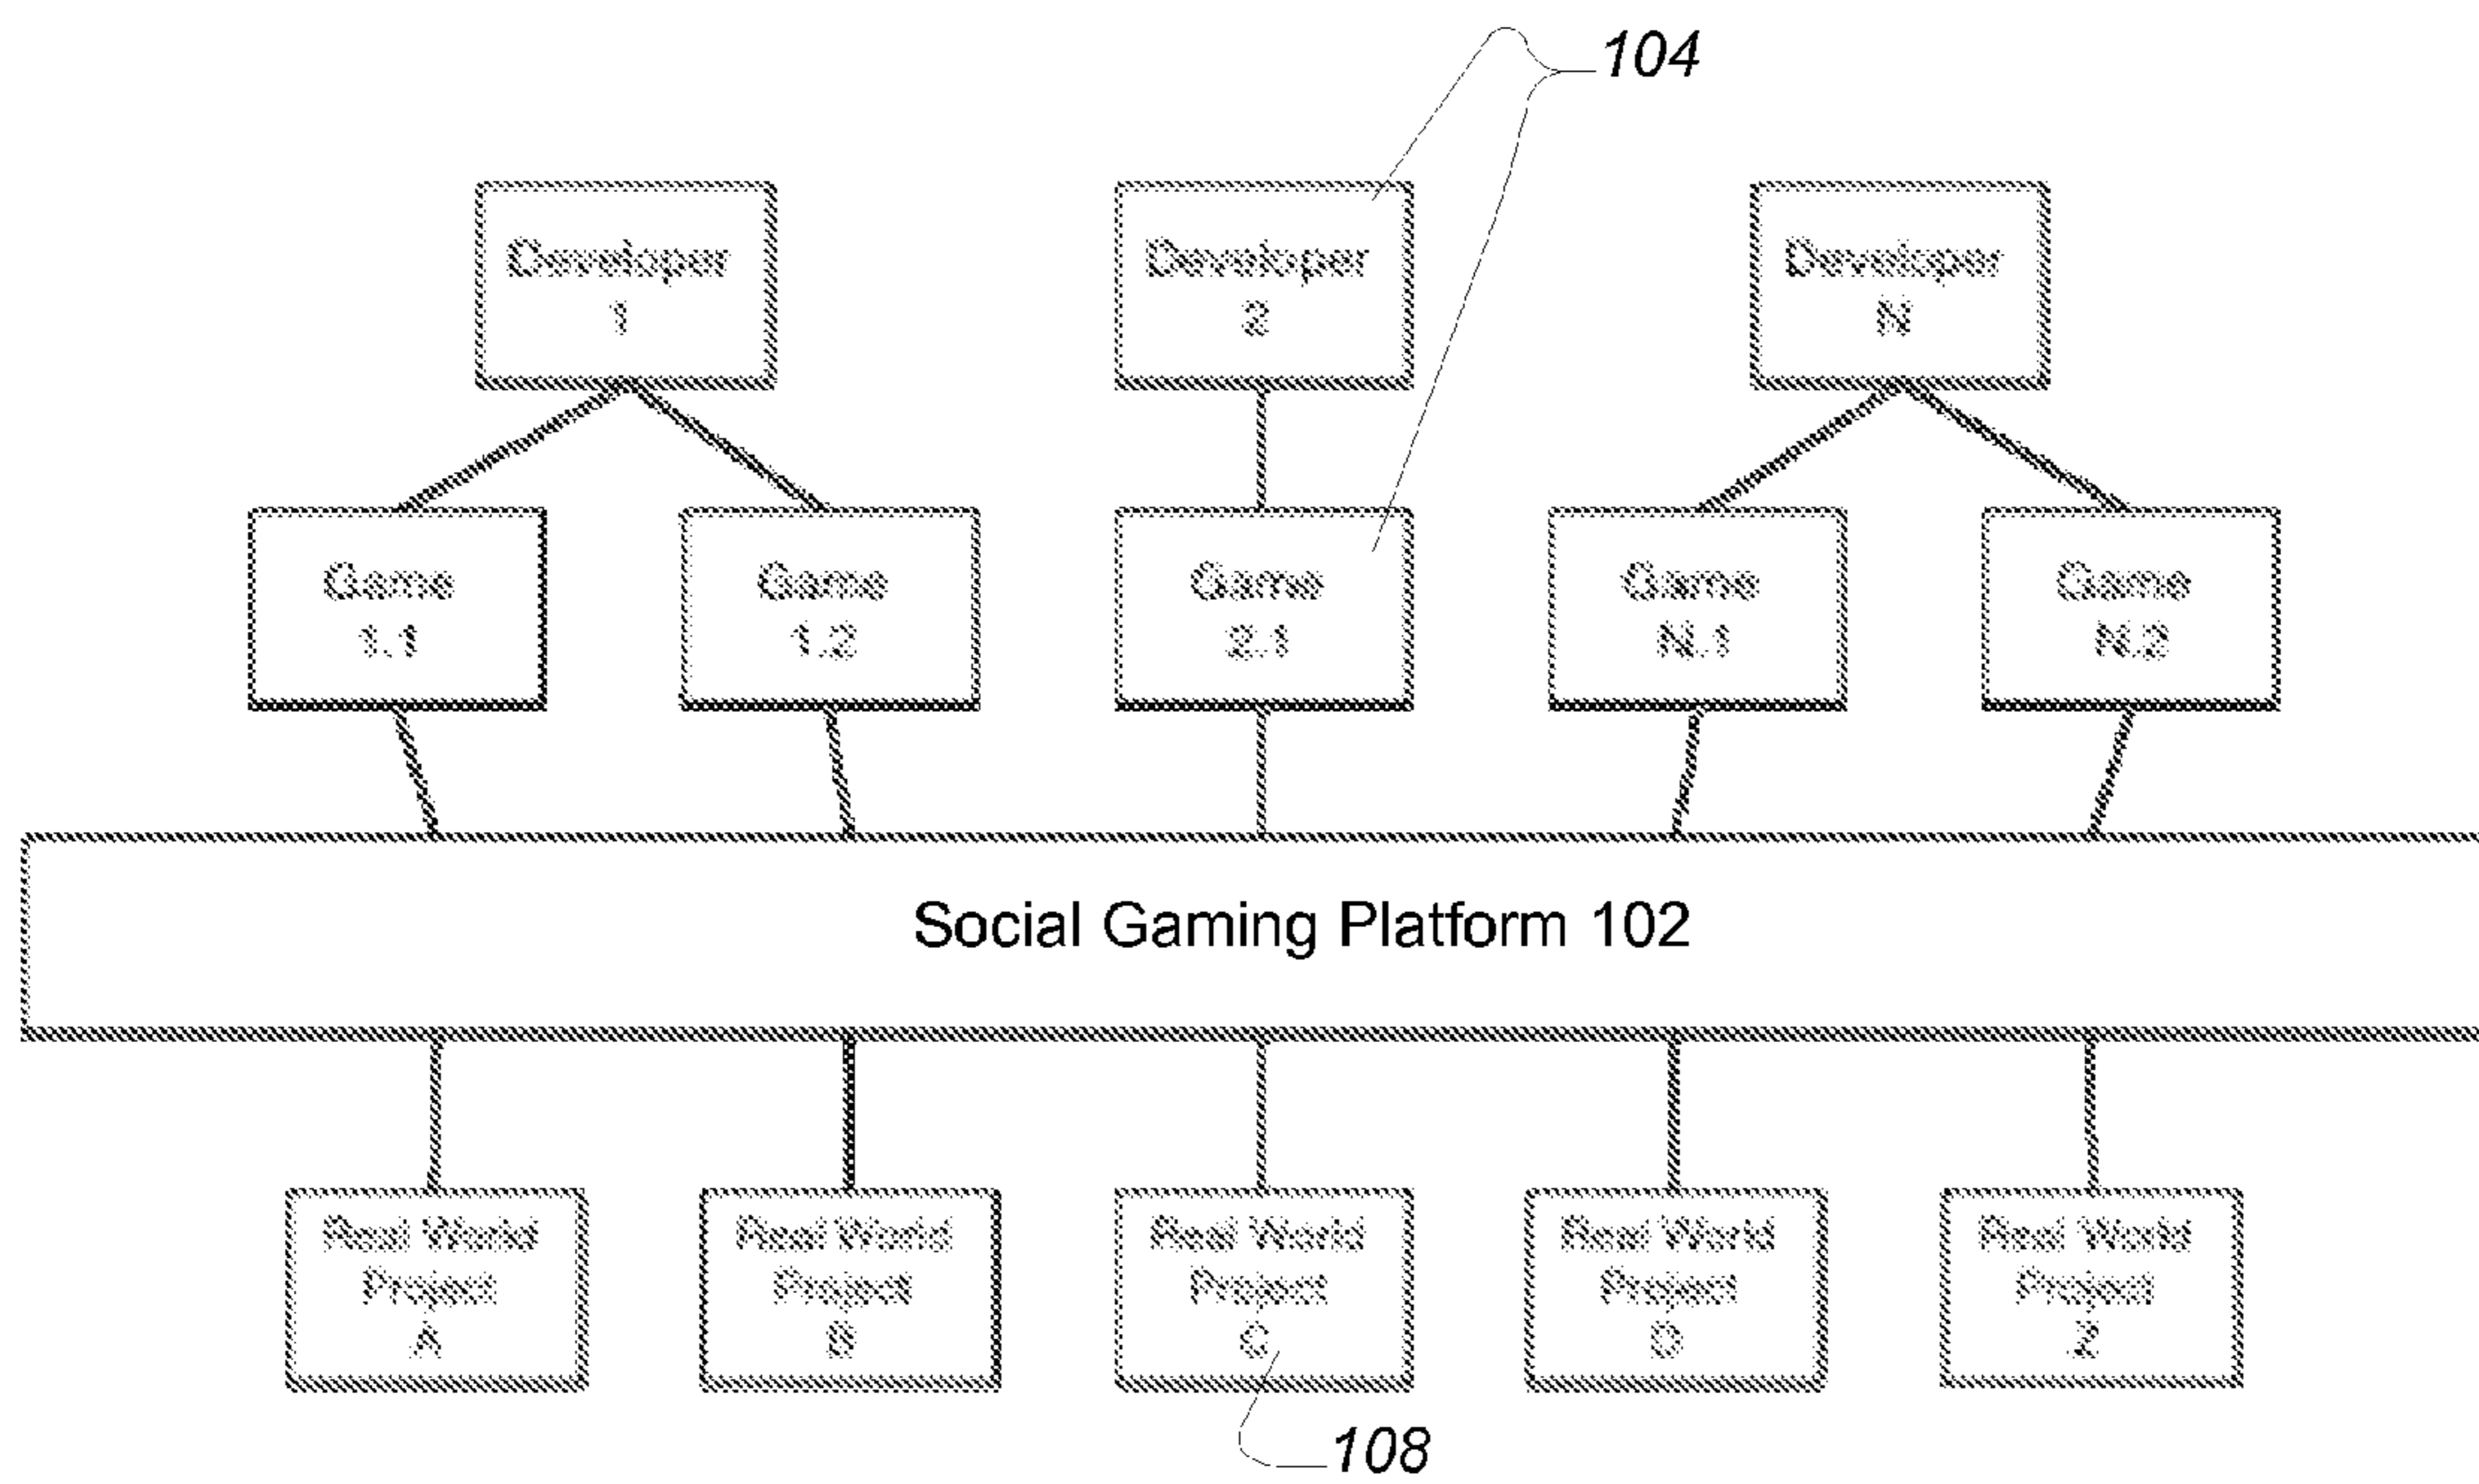 104
Developer
1
Developer
2
Developer
N
Game
1.1
Game
1.2
Game
2.1
Game
N.1
Game
N.2
Social Gaming Platform 102
Real World
Project
A
Real World
Project
B
Real World
Project
C
Real World
Project
D
Real World
Project
Z
108